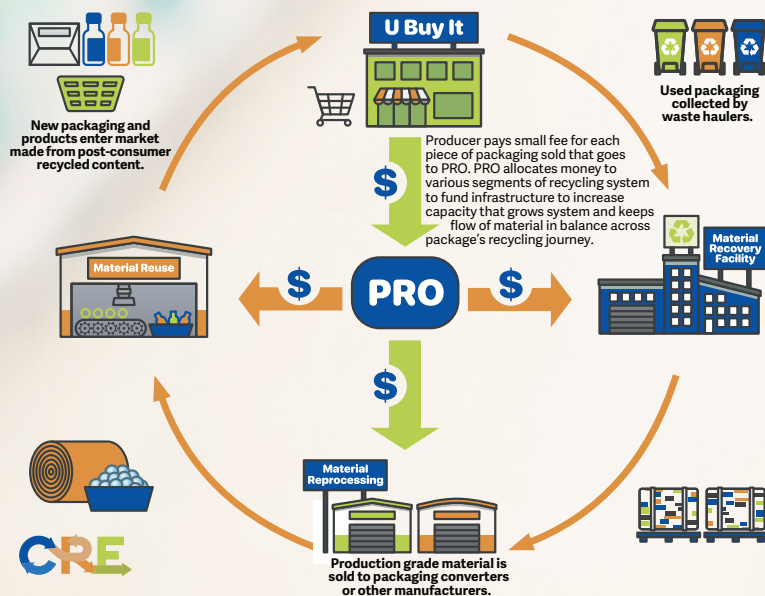 U Buy It
Used packaging
collected by
waste haulers.
New packaging and
products enter market
made from post-consumer
recycled content.
$
Producer pays small fee for each
piece of packaging sold that goes
to PRO. PRO allocates money to
various segments of recycling system
to fund infrastructure to increase
capacity that grows system and keeps
flow of material in balance across
package’s recycling journey.
Material
Recovery
Facility
Material Reuse
$
PRO
$
$
Material
Reprocessing
Production grade material is
sold to packaging converters
or other manufacturers.
CRE